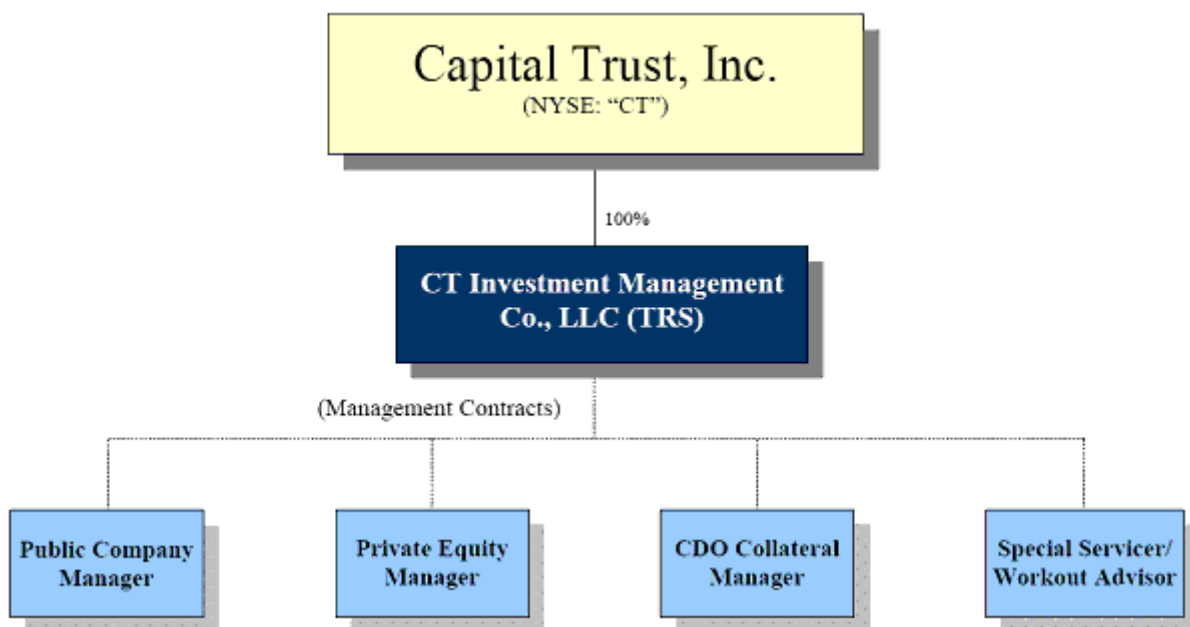 Capital Trust, Inc.
(NYSE: “CT”)
100%
CT Investment Management
Co., LLC (TRS)
(Management Contracts)
Public Company
Manager
Private Equity
Manager
CDO Collateral
Manager
Special Servicer/
Workout Advisor